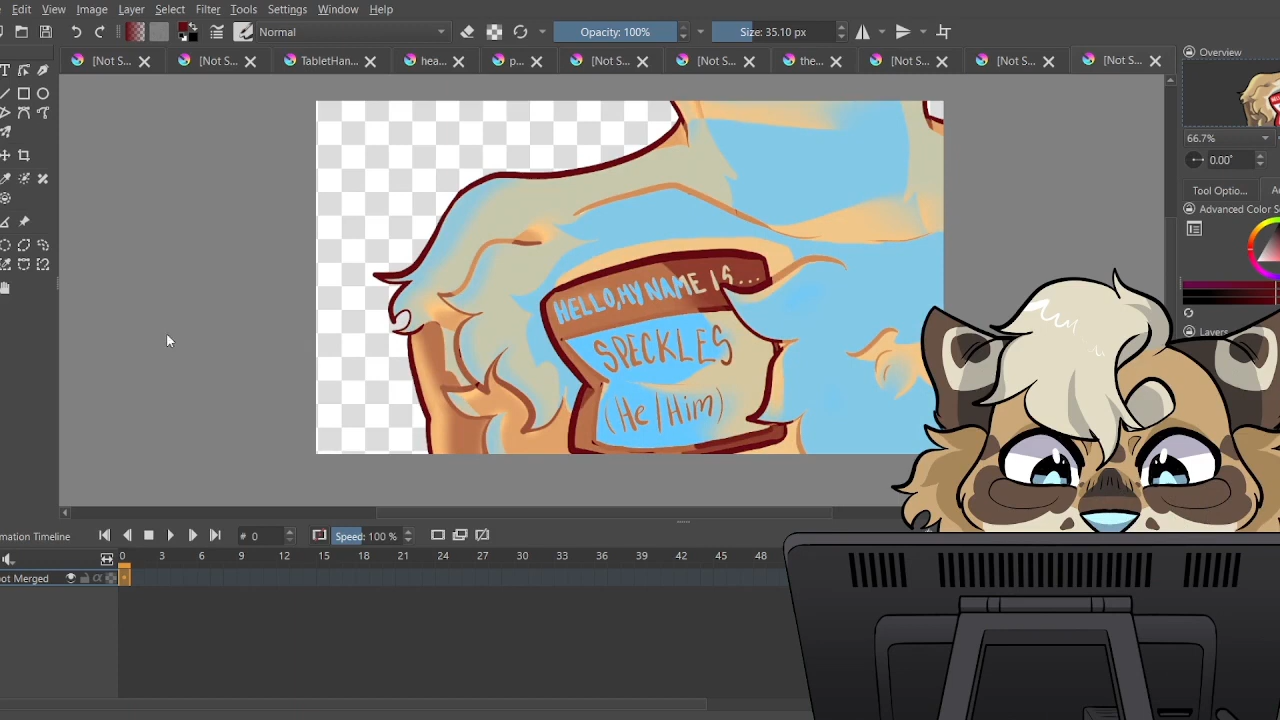 Edit View Image Layer Select Filter Tools Settings Window Help
Normal Opacity: 100% Size: 35.10 px
[Not S... [Not S... TabletHan... hea... p... [Not S... [Not S... the... [Not S... [Not S... [Not S...
Overview
66.7%
0.00°
Tool Optio...
Advanced Color S
Layers
HELLO, MY NAME IS...
SPECKLES
(He/Him)
mation Timeline # 0 Speed: 100 %
0 3 6 9 12 15 18 21 24 27 30 33 36 39 42 45 48
ot Merged